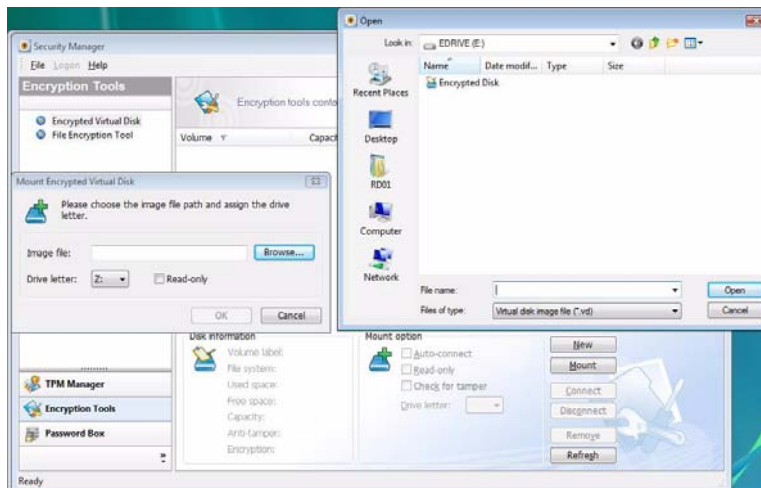 Security Manager
File Logon Help
Encryption Tools
Encrypted Virtual Disk
File Encryption Tool
Encryption tools
Volume Capac
Mount Encrypted Virtual Disk
Please choose the image file path and assign the drive
letter.
Image file: Browse...
Drive letter: Z: Read-only
OK Cancel
Open
Look in: EDRIVE (E:)
Name Date modif... Type Size
Encrypted Disk
Recent Places
Desktop
RD01
Computer
Network
File name: Open
Files of type: Virtual disk image file (*.vd) Cancel
Disk information
Volume label:
File system:
Used space:
Free space:
Capacity:
Anti-tamper:
Encryption:
Mount option
Auto-connect
Read-only
Check for tamper
Drive letter:
New
Mount
Connect
Disconnect
Remove
Refresh
TPM Manager
Encryption Tools
Password Box
Ready